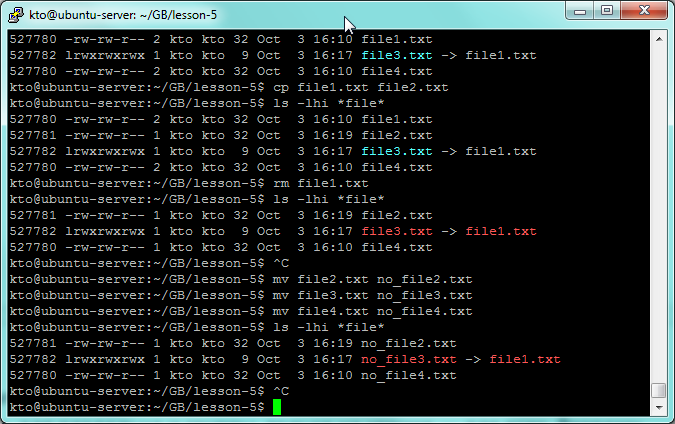 kto@ubuntu-server: ~/GB/lesson-5
527780 -rw-rw-r-- 2 kto kto 32 Oct  3 16:10 file1.txt
527782 lrwxrwxrwx 1 kto kto  9 Oct  3 16:17 file3.txt -> file1.txt
527780 -rw-rw-r-- 2 kto kto 32 Oct  3 16:10 file4.txt
kto@ubuntu-server:~/GB/lesson-5$ cp file1.txt file2.txt
kto@ubuntu-server:~/GB/lesson-5$ ls -lhi *file*
527780 -rw-rw-r-- 2 kto kto 32 Oct  3 16:10 file1.txt
527781 -rw-rw-r-- 1 kto kto 32 Oct  3 16:19 file2.txt
527782 lrwxrwxrwx 1 kto kto  9 Oct  3 16:17 file3.txt -> file1.txt
527780 -rw-rw-r-- 2 kto kto 32 Oct  3 16:10 file4.txt
kto@ubuntu-server:~/GB/lesson-5$ rm file1.txt
kto@ubuntu-server:~/GB/lesson-5$ ls -lhi *file*
527781 -rw-rw-r-- 1 kto kto 32 Oct  3 16:19 file2.txt
527782 lrwxrwxrwx 1 kto kto  9 Oct  3 16:17 file3.txt -> file1.txt
527780 -rw-rw-r-- 1 kto kto 32 Oct  3 16:10 file4.txt
kto@ubuntu-server:~/GB/lesson-5$ ^C
kto@ubuntu-server:~/GB/lesson-5$ mv file2.txt no_file2.txt
kto@ubuntu-server:~/GB/lesson-5$ mv file3.txt no_file3.txt
kto@ubuntu-server:~/GB/lesson-5$ mv file4.txt no_file4.txt
kto@ubuntu-server:~/GB/lesson-5$ ls -lhi *file*
527781 -rw-rw-r-- 1 kto kto 32 Oct  3 16:19 no_file2.txt
527782 lrwxrwxrwx 1 kto kto  9 Oct  3 16:17 no_file3.txt -> file1.txt
527780 -rw-rw-r-- 1 kto kto 32 Oct  3 16:10 no_file4.txt
kto@ubuntu-server:~/GB/lesson-5$ ^C
kto@ubuntu-server:~/GB/lesson-5$